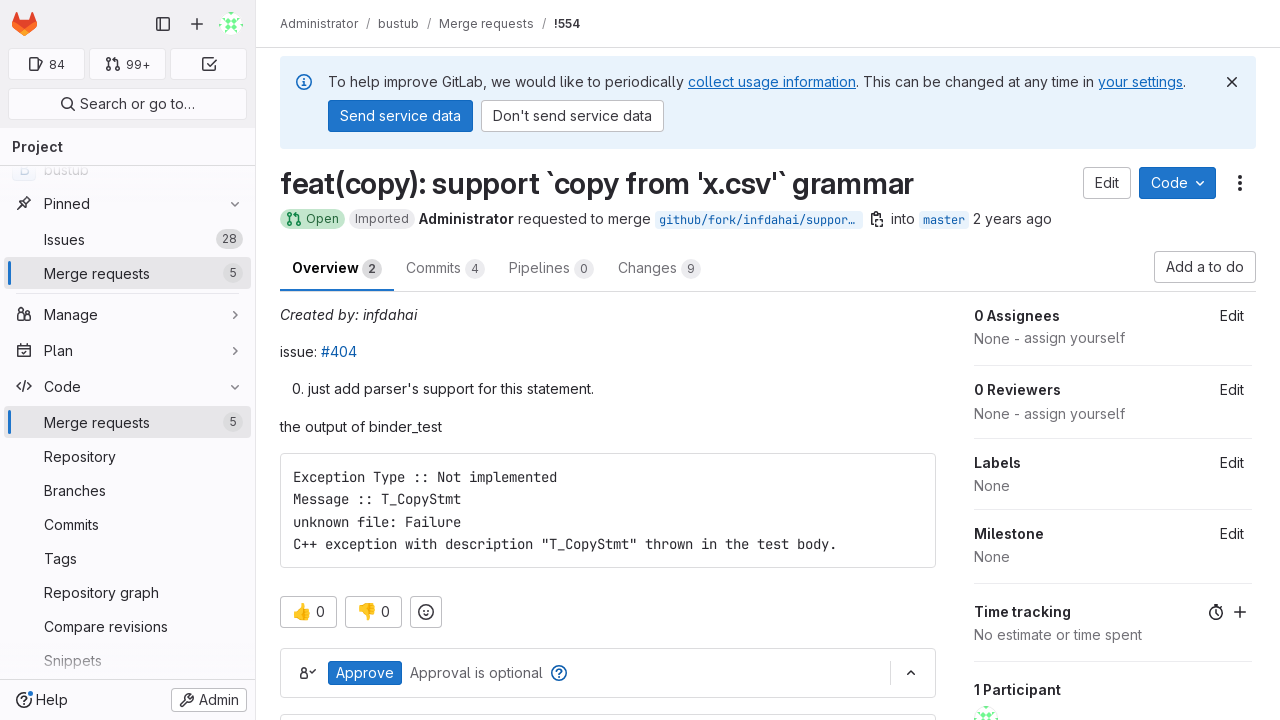 Administrator / bustub / Merge requests / !554
84
99+
Search or go to…
Project
bustub
Pinned
Issues 28
Merge requests 5
Manage
Plan
Code
Merge requests 5
Repository
Branches
Commits
Tags
Repository graph
Compare revisions
Snippets
Help
Admin
To help improve GitLab, we would like to periodically collect usage information. This can be changed at any time in your settings.
Send service data
Don't send service data
feat(copy): support `copy from 'x.csv'` grammar
Edit
Code
Open Imported Administrator requested to merge github/fork/infdahai/suppor… into master 2 years ago
Overview 2
Commits 4
Pipelines 0
Changes 9
Add a to do
Created by: infdahai
issue: #404
0. just add parser's support for this statement.
the output of binder_test
Exception Type :: Not implemented
Message :: T_CopyStmt
unknown file: Failure
C++ exception with description "T_CopyStmt" thrown in the test body.
👍 0
👎 0
Approve Approval is optional
0 Assignees Edit
None - assign yourself
0 Reviewers Edit
None - assign yourself
Labels Edit
None
Milestone Edit
None
Time tracking
No estimate or time spent
1 Participant